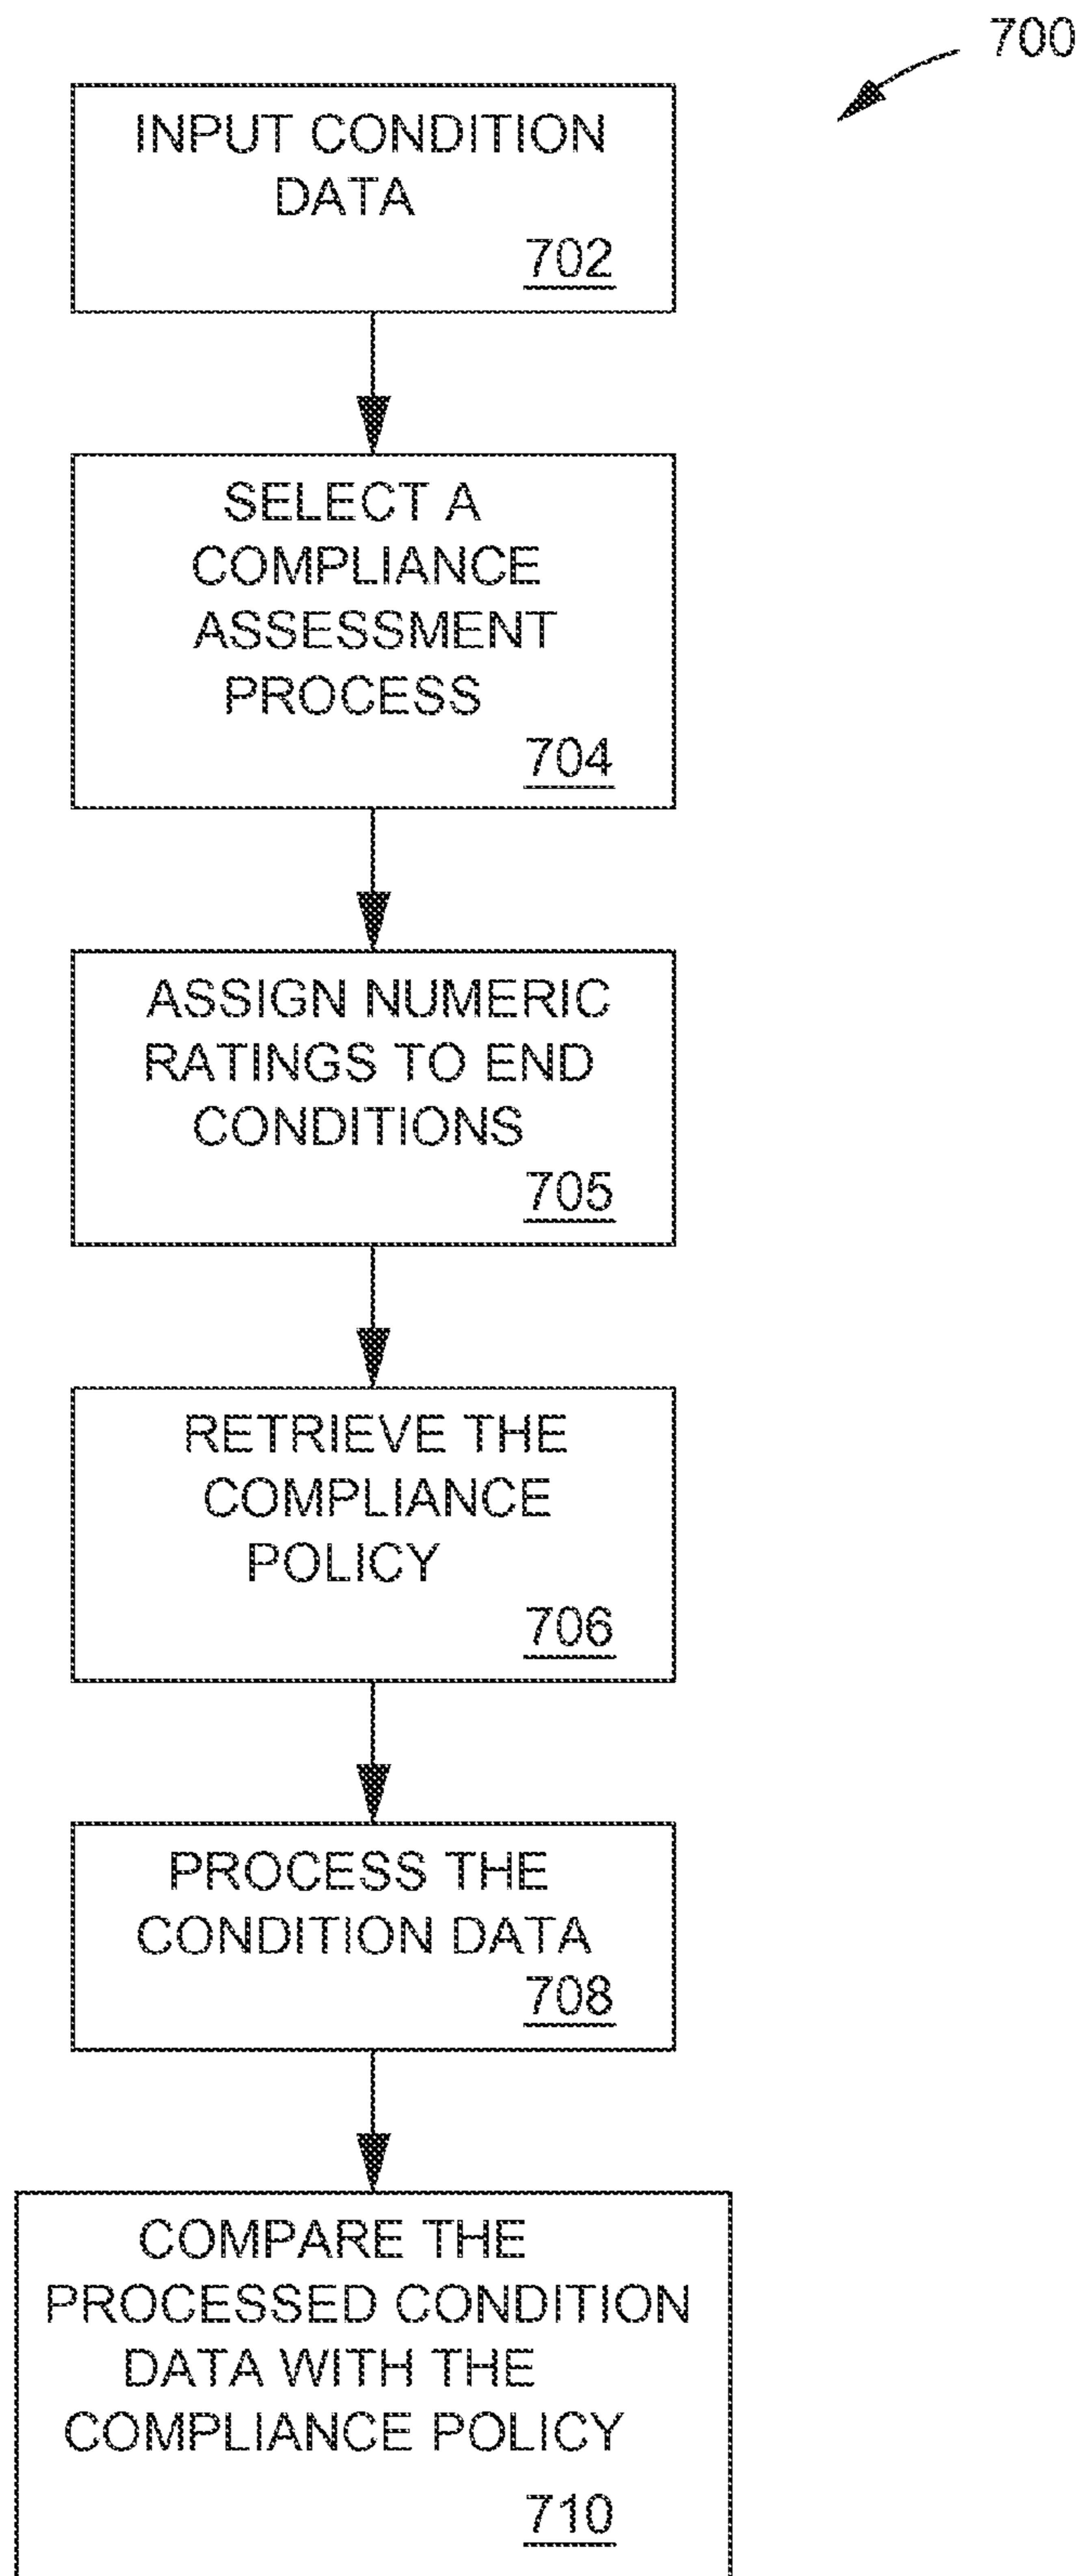 700
INPUT CONDITION
DATA
702
SELECT A
COMPLIANCE
ASSESSMENT
PROCESS
704
ASSIGN NUMERIC
RATINGS TO END
CONDITIONS
705
RETRIEVE THE
COMPLIANCE
POLICY
706
PROCESS THE
CONDITION DATA
708
COMPARE THE
PROCESSED CONDITION
DATA WITH THE
COMPLIANCE POLICY
710